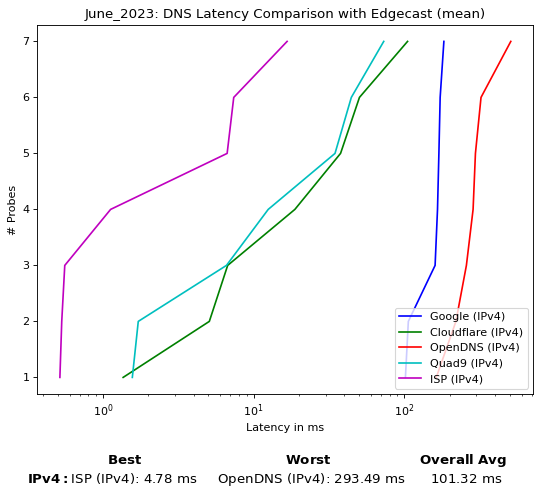 June_2023: DNS Latency Comparison with Edgecast (mean)
7
6
5
4
3
2
1
# Probes
Google (IPv4)
Cloudflare (IPv4)
OpenDNS (IPv4)
Quad9 (IPv4)
ISP (IPv4)
10⁰ 10¹ 10²
Latency in ms
Best Worst Overall Avg
IPv4: ISP (IPv4): 4.78 ms OpenDNS (IPv4): 293.49 ms 101.32 ms